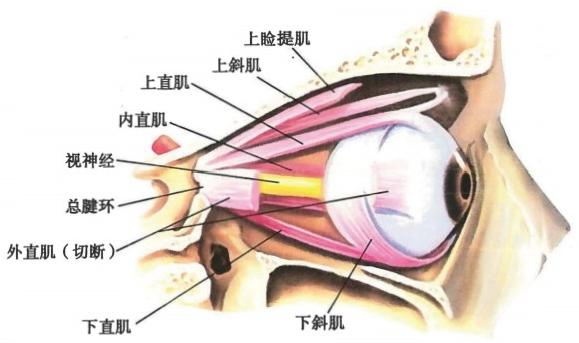 上睑提肌
上斜肌
上直肌
内直肌
视神经
总腱环
外直肌（切断）
下直肌
下斜肌